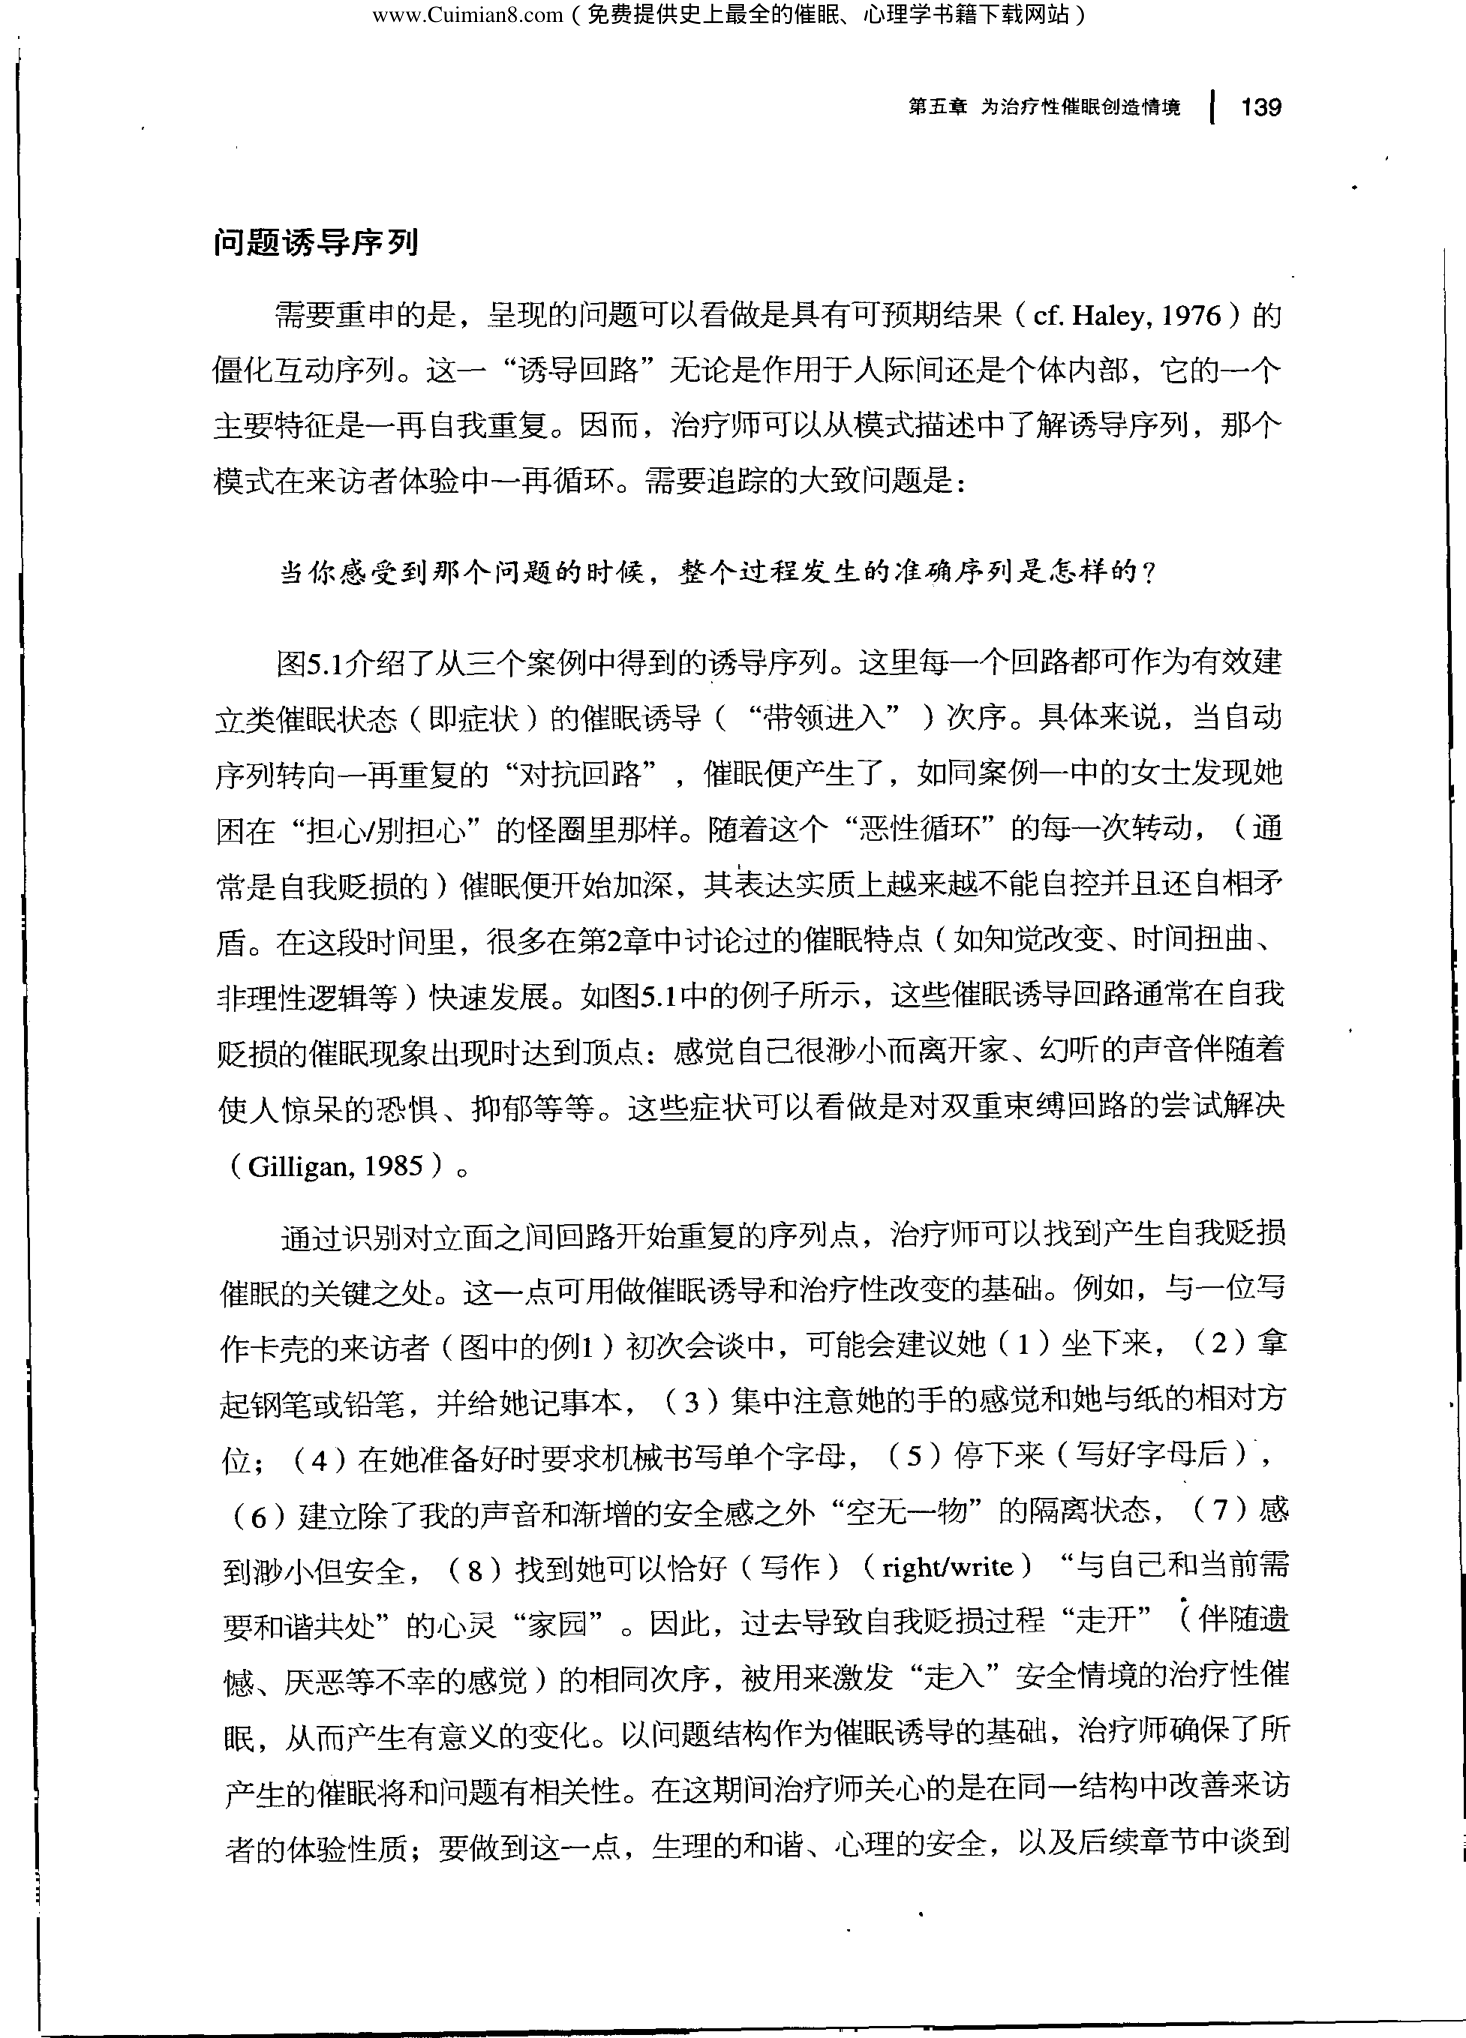 www.Cuimian8.com（免费提供史上最全的催眠、心理学书籍下载网站）
第五章 为治疗性催眠创造情境 139
问题诱导序列
需要重申的是，呈现的问题可以看做是具有可预期结果（cf. Haley, 1976）的
僵化互动序列。这一“诱导回路”无论是作用于人际间还是个体内部，它的一个
主要特征是一再自我重复。因而，治疗师可以从模式描述中了解诱导序列，那个
模式在来访者体验中一再循环。需要追踪的大致问题是：
当你感受到那个问题的时候，整个过程发生的准确序列是怎样的？
图5.1介绍了从三个案例中得到的诱导序列。这里每一个回路都可作为有效建
立类催眠状态（即症状）的催眠诱导（“带领进入”）次序。具体来说，当自动
序列转向一再重复的“对抗回路”，催眠便产生了，如同案例一中的女士发现她
困在“担心/别担心”的怪圈里那样。随着这个“恶性循环”的每一次转动，（通
常是自我贬损的）催眠便开始加深，其表达实质上越来越不能自控并且还自相矛
盾。在这段时间里，很多在第2章中讨论过的催眠特点（如知觉改变、时间扭曲、
非理性逻辑等）快速发展。如图5.1中的例子所示，这些催眠诱导回路通常在自我
贬损的催眠现象出现时达到顶点：感觉自己很渺小而离开家、幻听的声音伴随着
使人惊呆的恐惧、抑郁等等。这些症状可以看做是对双重束缚回路的尝试解决
（Gilligan, 1985）。
通过识别对立面之间回路开始重复的序列点，治疗师可以找到产生自我贬损
催眠的关键之处。这一点可用做催眠诱导和治疗性改变的基础。例如，与一位写
作卡壳的来访者（图中的例1）初次会谈中，可能会建议她（1）坐下来，（2）拿
起钢笔或铅笔，并给她记事本，（3）集中注意她的手的感觉和她与纸的相对方
位；（4）在她准备好时要求机械书写单个字母，（5）停下来（写好字母后），
（6）建立除了我的声音和渐增的安全感之外“空无一物”的隔离状态，（7）感
到渺小但安全，（8）找到她可以恰好（写作）（right/write）“与自己和当前需
要和谐共处”的心灵“家园”。因此，过去导致自我贬损过程“走开”（伴随遗
憾、厌恶等不幸的感觉）的相同次序，被用来激发“走入”安全情境的治疗性催
眠，从而产生有意义的变化。以问题结构作为催眠诱导的基础，治疗师确保了所
产生的催眠将和问题有相关性。在这期间治疗师关心的是在同一结构中改善来访
者的体验性质；要做到这一点，生理的和谐、心理的安全，以及后续章节中谈到